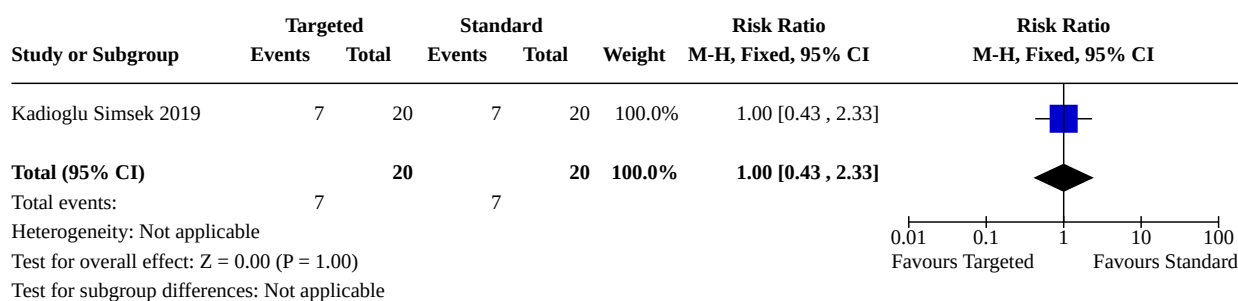 Targeted Standard Risk Ratio Risk Ratio
Study or Subgroup Events Total Events Total Weight M-H, Fixed, 95% CI M-H, Fixed, 95% CI
Kadioglu Simsek 2019 7 20 7 20 100.0% 1.00 [0.43 , 2.33]
Total (95% CI) 20 20 100.0% 1.00 [0.43 , 2.33]
Total events: 7 7
Heterogeneity: Not applicable
0.01 0.1 1 10 100
Test for overall effect: Z = 0.00 (P = 1.00) Favours Targeted Favours Standard
Test for subgroup differences: Not applicable